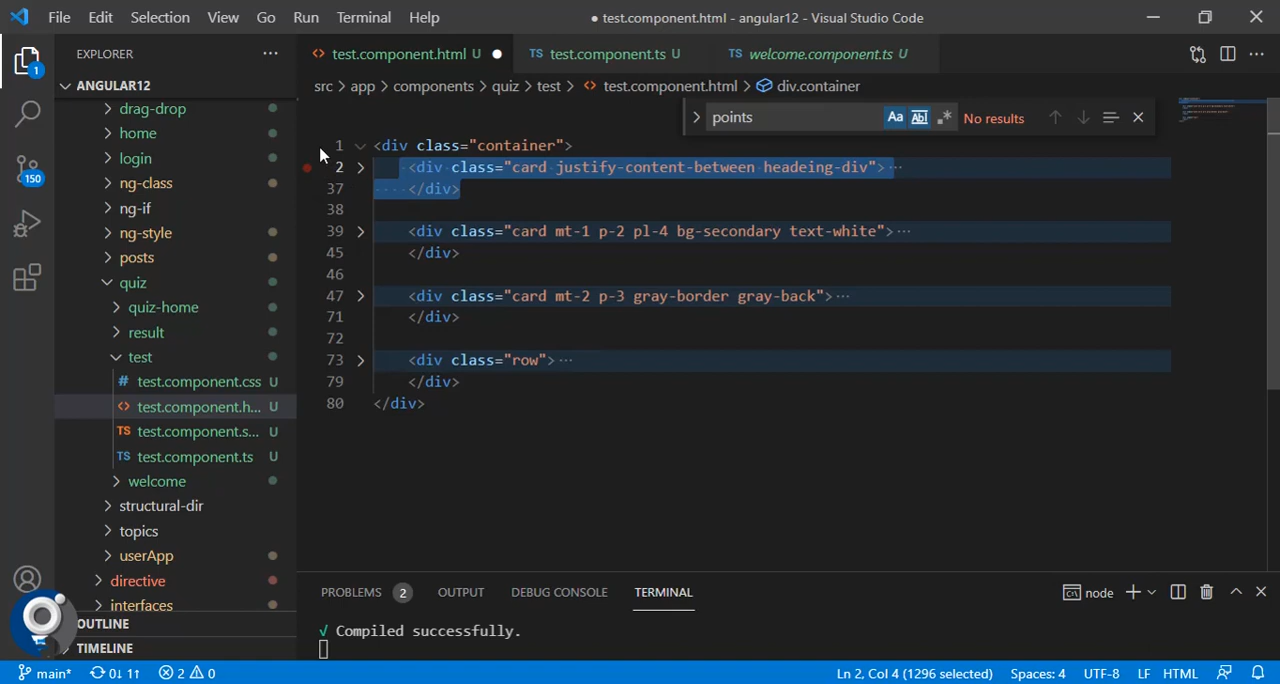 File Edit Selection View Go Run Terminal Help
● test.component.html - angular12 - Visual Studio Code
EXPLORER
ANGULAR12
drag-drop
home
login
ng-class
ng-if
ng-style
posts
quiz
quiz-home
result
test
# test.component.css U
<> test.component.h... U
TS test.component.s... U
TS test.component.ts U
welcome
structural-dir
topics
userApp
directive
interfaces
OUTLINE
TIMELINE
1
150
<> test.component.html U ●
TS test.component.ts U
TS welcome.component.ts U
src > app > components > quiz > test > <> test.component.html > div.container
points Aa Abl .* No results
1 <div class="container">
2 <div class="card justify-content-between headeing-div">···
37 ····</div>
38
39 <div class="card mt-1 p-2 pl-4 bg-secondary text-white">···
45 </div>
46
47 <div class="card mt-2 p-3 gray-border gray-back">···
71 </div>
72
73 <div class="row">···
79 </div>
80 </div>
PROBLEMS 2 OUTPUT DEBUG CONSOLE TERMINAL
node
√ Compiled successfully.
main* 0↓ 1↑ 2 0
Ln 2, Col 4 (1296 selected) Spaces: 4 UTF-8 LF HTML